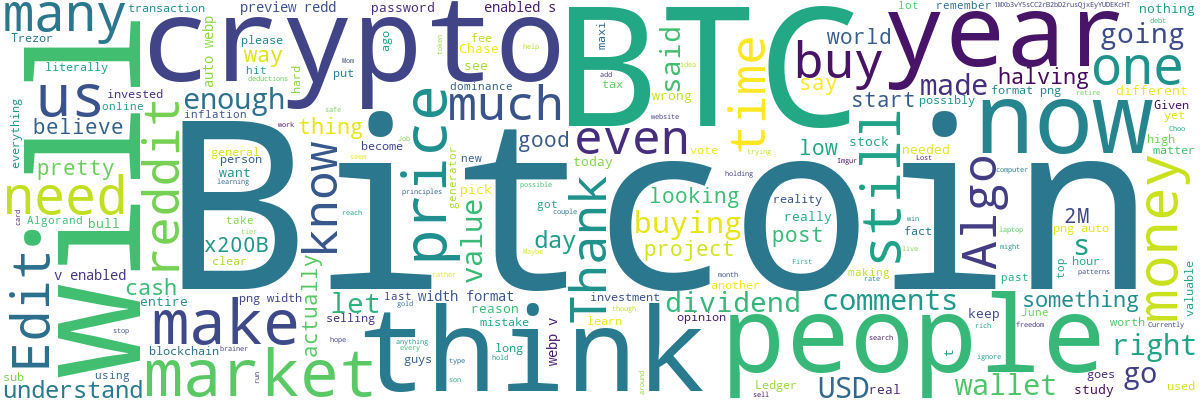 many
transaction
Trezor
literally
us
invested
online
enough
inflation
believe
everything
pretty
need
Algorand
bull
card
Will
Edit
reddit
crypto
preview redd
password
enabled s
please
way
hit
hard
auto webp
Mom
put
ago
fee
Chase
see
dominance
much
thing
become
work
safe
general
person
want
learning
know
take
tier
x200B
clear
price
principles
reach
generator
value
new
pick
good
BTC
maxi
add
tax
said
wrong
website
even
vote
trying
time
today
possible
got
couple
day
Thank
idea
help
token
deductions
debt
Bitcoin
looking
buying
project
holding
month
another
reality
really
post
First
Imgur
low
stock
still
needed
Lost
win
fact
live
making
rate
buy
say
world
year
lot
remember
1MXb3vY5sCC2rB2bD2rusQjxEyYUDEKcHT
nothing
going
made
halving
start
possibly
one
format png
different
Given
yet
Choo
high
matter
retire
now
computer
Algo
laptop
might
past
2M
png auto
s
hour
top
patterns
money
valuable
Currently
v enabled
cash
entire
png width
make
blockchain
brainer
stop
using
sub
understand
run
market
actually
hope
selling
let
last
width format
gold
anything
every
guys
think
reason
mistake
long
hold
type
son
webp v
investment
though
learn
opinion
around
dividend
comments
people
search
Ledger
sell
USD
real
keep
rich
freedom
ignore
t
something
June
worth
right
wallet
goes
study
go
used
rather
Maybe
seem
Job